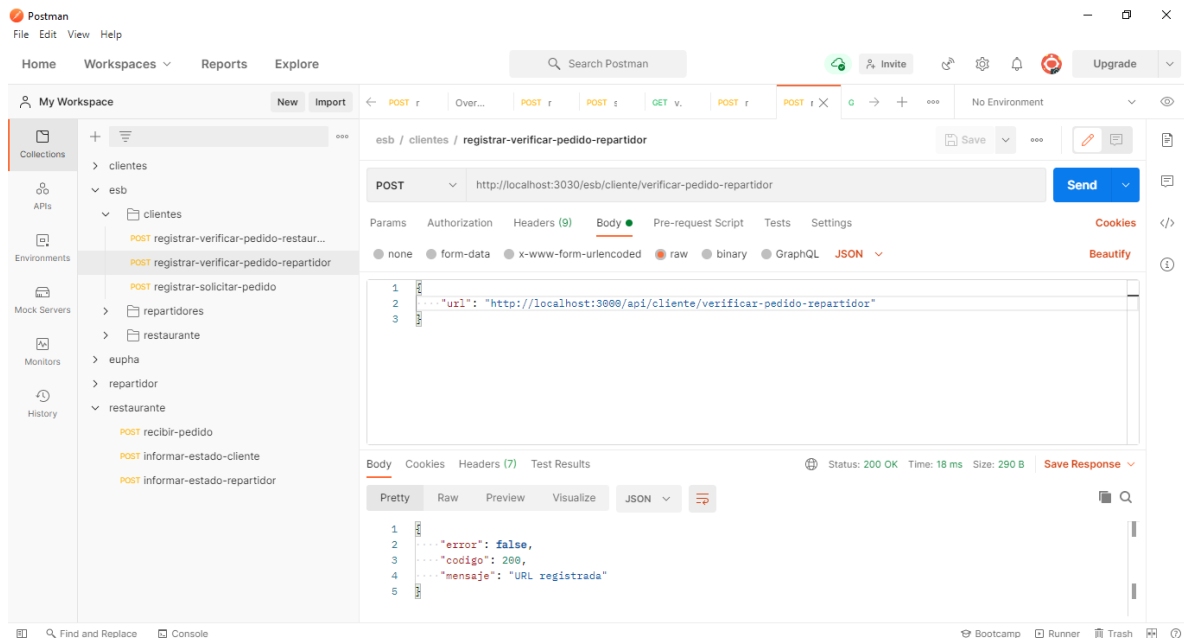 Postman
File Edit View Help
Home Workspaces Reports Explore Search Postman Invite Upgrade
My Workspace New Import
POST r Over... POST r POST s GET v. POST r POST r G No Environment
Collections
APIs
Environments
Mock Servers
Monitors
History
clientes
esb
clientes
POST registrar-verificar-pedido-restaur...
POST registrar-verificar-pedido-repartidor
POST registrar-solicitar-pedido
repartidores
restaurante
eupha
repartidor
restaurante
POST recibir-pedido
POST informar-estado-cliente
POST informar-estado-repartidor
esb / clientes / registrar-verificar-pedido-repartidor Save
POST http://localhost:3030/esb/cliente/verificar-pedido-repartidor Send
Params Authorization Headers (9) Body Pre-request Script Tests Settings Cookies
none form-data x-www-form-urlencoded raw binary GraphQL JSON Beautify
1 {
2 "url": "http://localhost:3000/api/cliente/verificar-pedido-repartidor"
3 }
Body Cookies Headers (7) Test Results Status: 200 OK Time: 18 ms Size: 290 B Save Response
Pretty Raw Preview Visualize JSON
1 {
2 "error": false,
3 "codigo": 200,
4 "mensaje": "URL registrada"
5 }
Find and Replace Console Bootcamp Runner Trash